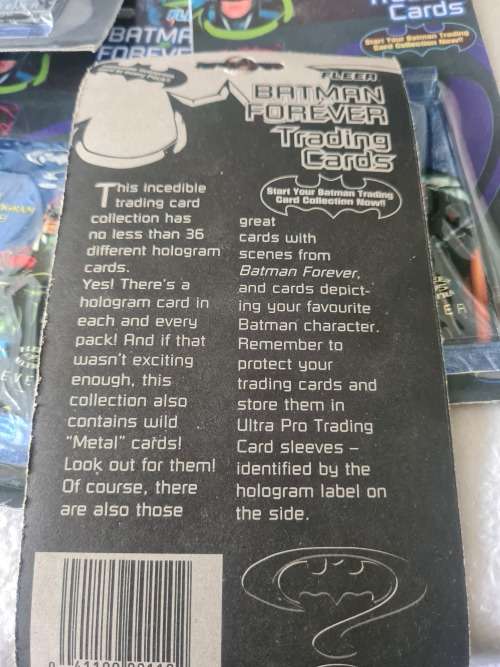 Cards
Start Your Batman Trading
Card Collection Now!!
BATMA
FOREVE
FLEER
BATMAN
FOREVER
Trading
Cards
Start Your Batman Trading
Card Collection Now!!
This incedible
trading card
collection has
no less than 36
different hologram
cards.
Yes! There's a
hologram card in
each and every
pack! And if that
wasn't exciting
enough, this
collection also
contains wild
"Metal" cards!
Look out for them!
Of course, there
are also those
great
cards with
scenes from
Batman Forever,
and cards depict-
ing your favourite
Batman character.
Remember to
protect your
trading cards and
store them in
Ultra Pro Trading
Card sleeves –
identified by the
hologram label on
the side.